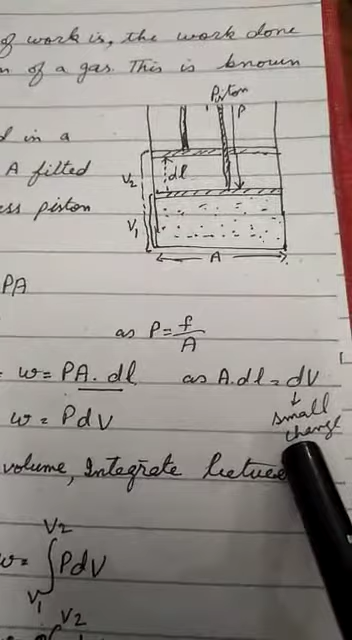 of work is, the work done
of a gas. This is known
Piston
P
in a
A fitted
dl
V2
piston
V1
A
PA
as P = f/A
= w = PA. dl as A.dl = dV
↓
small
change
w = PdV
volume, Integrate between
V2
w = ∫PdV
V1
V2